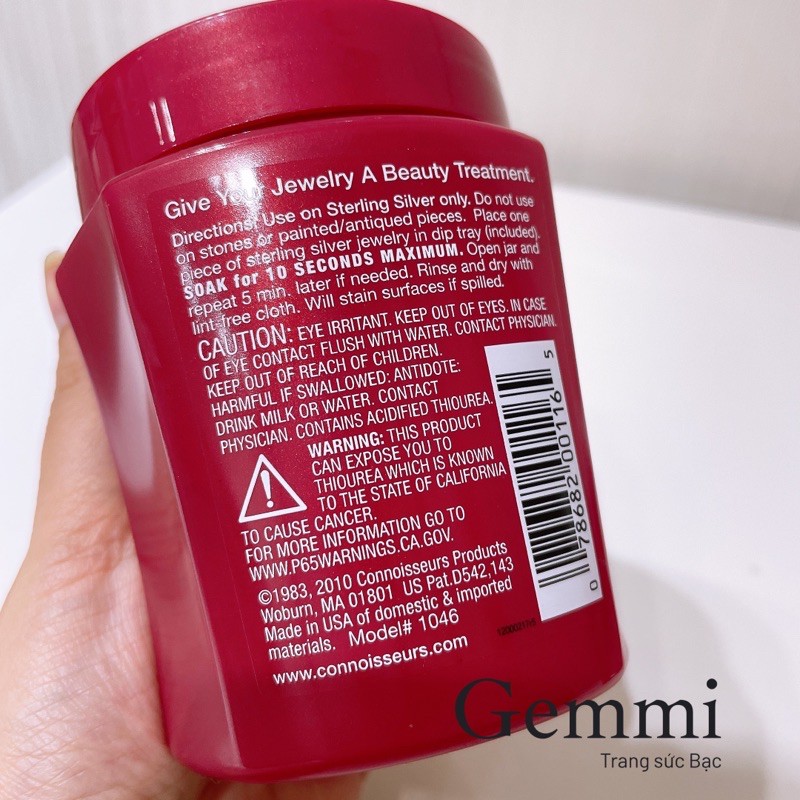 Give Your Jewelry A Beauty Treatment.
Directions: Use on Sterling Silver only. Do not use
on stones or painted/antiqued pieces. Place one
piece of sterling silver jewelry in dip tray (included).
SOAK for 10 SECONDS MAXIMUM. Open jar and
repeat 5 min. later if needed. Rinse and dry with
lint-free cloth. Will stain surfaces if spilled.
CAUTION: EYE IRRITANT. KEEP OUT OF EYES. IN CASE
OF EYE CONTACT FLUSH WITH WATER. CONTACT PHYSICIAN.
KEEP OUT OF REACH OF CHILDREN.
HARMFUL IF SWALLOWED: ANTIDOTE:
DRINK MILK OR WATER. CONTACT
PHYSICIAN. CONTAINS ACIDIFIED THIOUREA.
WARNING: THIS PRODUCT
CAN EXPOSE YOU TO
THIOUREA WHICH IS KNOWN
TO THE STATE OF CALIFORNIA
TO CAUSE CANCER.
FOR MORE INFORMATION GO TO
WWW.P65WARNINGS.CA.GOV.
©1983, 2010 Connoisseurs Products
Woburn, MA 01801 US Pat.D542,143
Made in USA of domestic & imported
materials. Model# 1046
www.connoisseurs.com
0 78682 00116 5
Gemmi
Trang sức Bạc